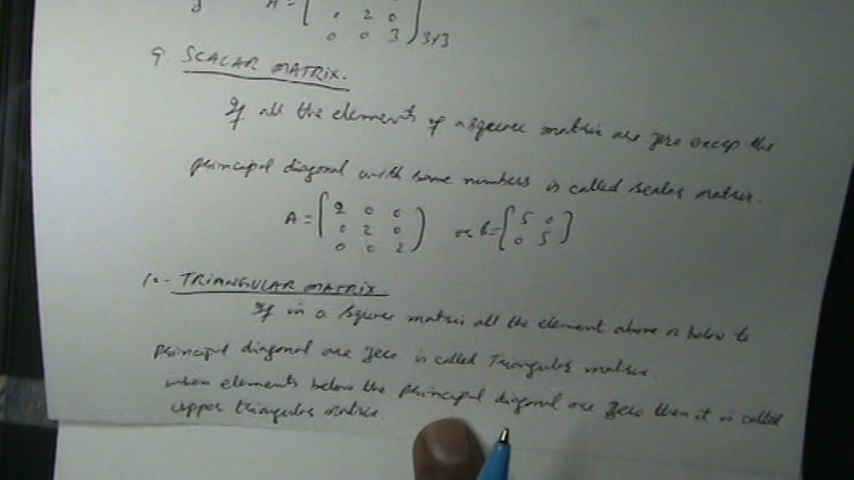 A = [
0 2 0
0 0 3 ] 3x3
9. SCALAR MATRIX.
If all the elements of a square matrix are zero excep the
principal diagonal with same numbers is called scalar matrix.
A = [ 2 0 0 or B = [ 5 0
0 2 0 0 5 ]
0 0 2 ]
10.- TRIANGULAR MATRIX
If in a square matrix all the element above or below to
principal diagonal are zero is called Triangular matrix.
when elements below the principal diagonal are zero then it is called
upper triangular matrix.